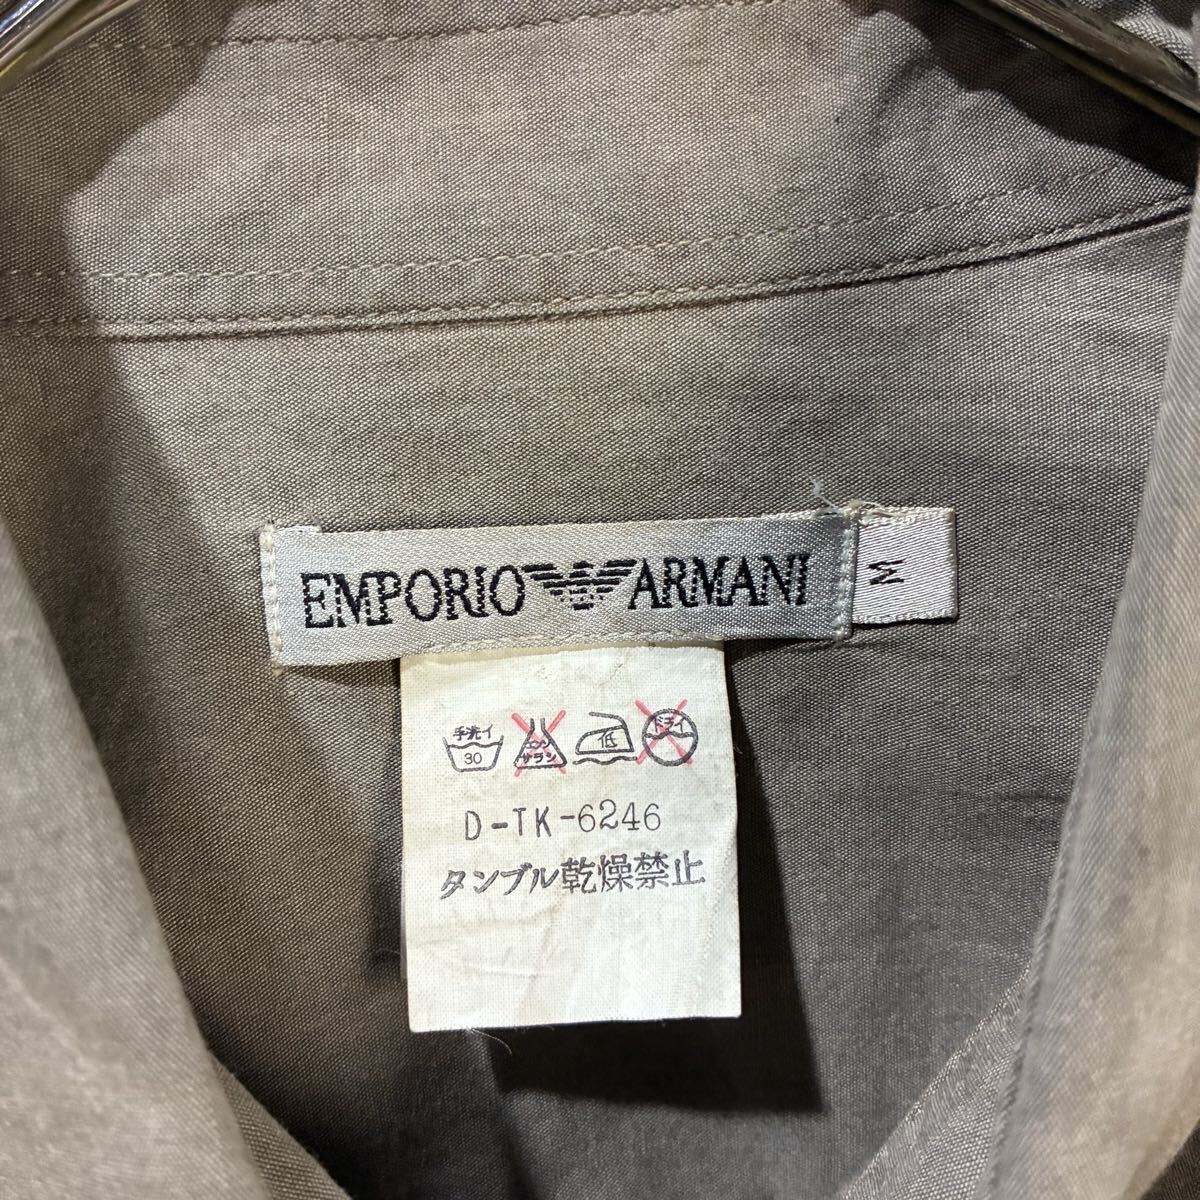 EMPORIO ARMANI
M
手洗イ
30
エンソ
サラシ
低
ドライ
D-TK-6246
タンブル乾燥禁止